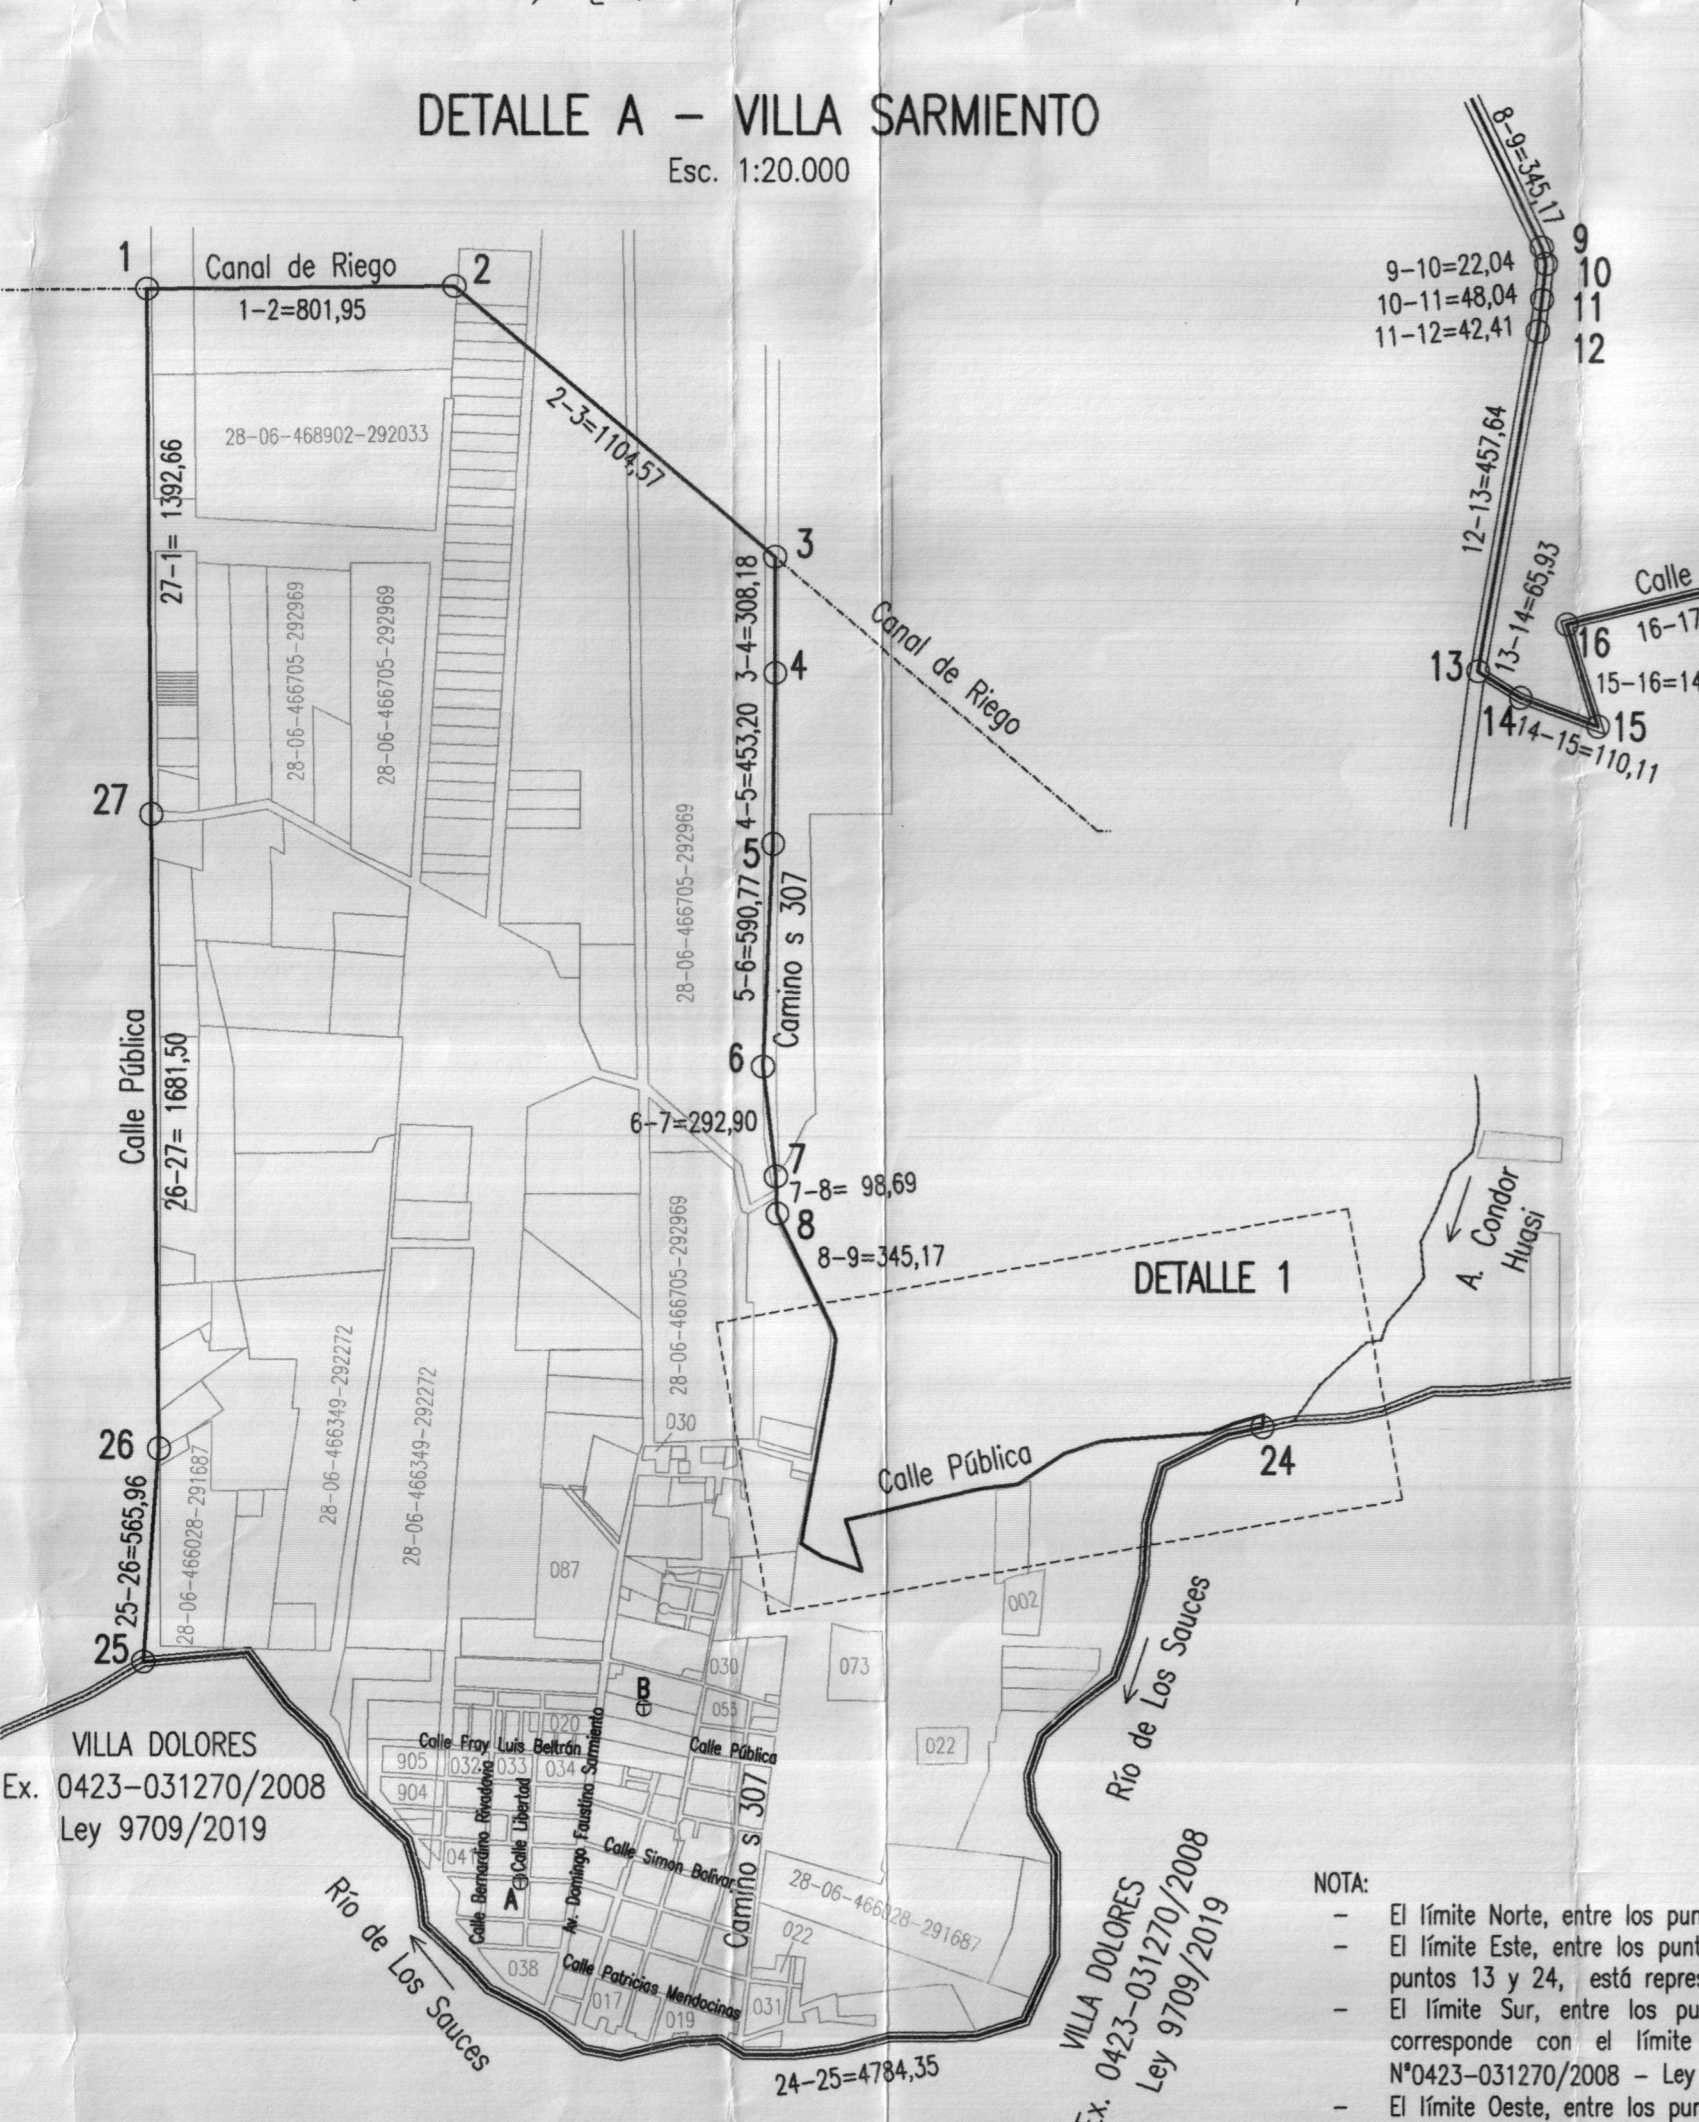 DETALLE A – VILLA SARMIENTO
Esc. 1:20.000
1
Canal de Riego
2
1-2=801,95
2-3=1104,57
28-06-468902-292033
27-1= 1392,66
3
3-4=308,18
Canal de Riego
4
28-06-466705-292969
28-06-466705-292969
4-5=453,20
27
5
28-06-466705-292969
5-6=590,77
Camino s 307
6
Calle Pública
26-27= 1681,50
6-7=292,90
7
7-8= 98,69
8
8-9=345,17
28-06-466705-292969
DETALLE 1
A. Condor
Huasi
28-06-466349-292272
28-06-466349-292272
030
26
28-06-466028-291687
25-26=565,96
Calle Pública
24
087
002
25
030
073
B
053
020
022
Río de Los Sauces
Calle Fray Luis Beltrán
Calle Pública
905
032
033
034
904
041
Calle Bernardino Rivadavia
Calle Libertad
Av. Domingo Faustino Sarmiento
A
Calle Simon Bolivar
Camino s 307
28-06-466028-291687
022
038
Calle Patricias Mendocinas
017
019
031
VILLA DOLORES
Ex. 0423-031270/2008
Ley 9709/2019
Río de Los Sauces
24-25=4784,35
VILLA DOLORES
Ex. 0423-031270/2008
Ley 9709/2019
8-9=345,17
9
9-10=22,04
10
10-11=48,04
11
11-12=42,41
12
12-13=457,64
13-14=65,93
Calle
16
16-17
13
15-16=14
14
15
14-15=110,11
NOTA:
– El límite Norte, entre los
– El límite Este, entre los
puntos 13 y 24, está
– El límite Sur, entre los
corresponde con el límite
N°0423-031270/2008 – Ley
– El límite Oeste, entre los